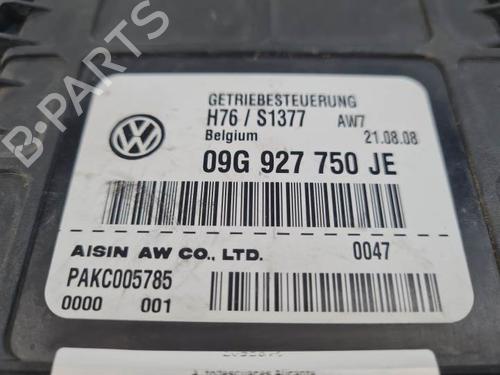 B-PARTS
GETRIEBESTEUERUNG
H76 / S1377 AW7
Belgium 21.08.08
09G 927 750 JE
AISIN AW CO., LTD. 0047
PAKC005785
0000 001